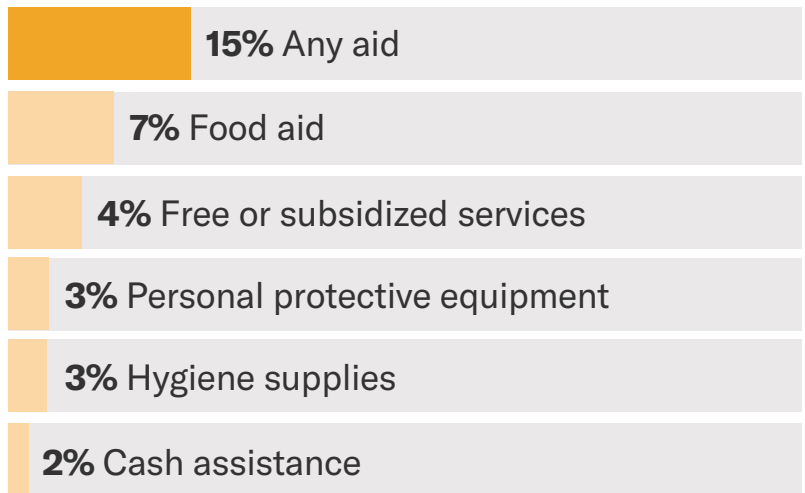 15% Any aid
7% Food aid
4% Free or subsidized services
3% Personal protective equipment
3% Hygiene supplies
2% Cash assistance